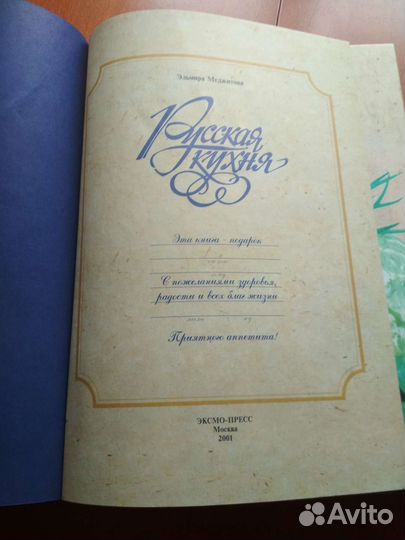 Эльмира Меджитова
Русская
кухня
Эта книга - подарок
С пожеланиями здоровья,
радости и всех благ жизни
Приятного аппетита!
ЭКСМО-ПРЕСС
Москва
2001
Avito